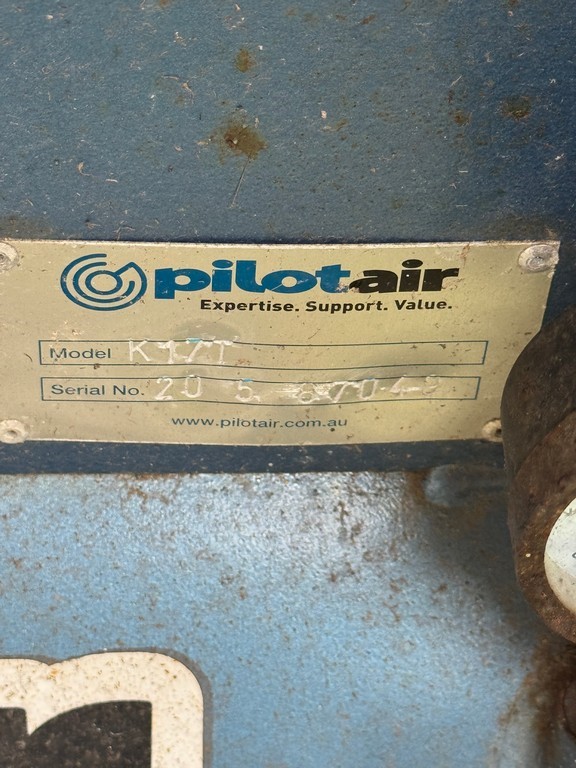 pilotair
Expertise. Support. Value.
Model K17T
Serial No.
www.pilotair.com.au